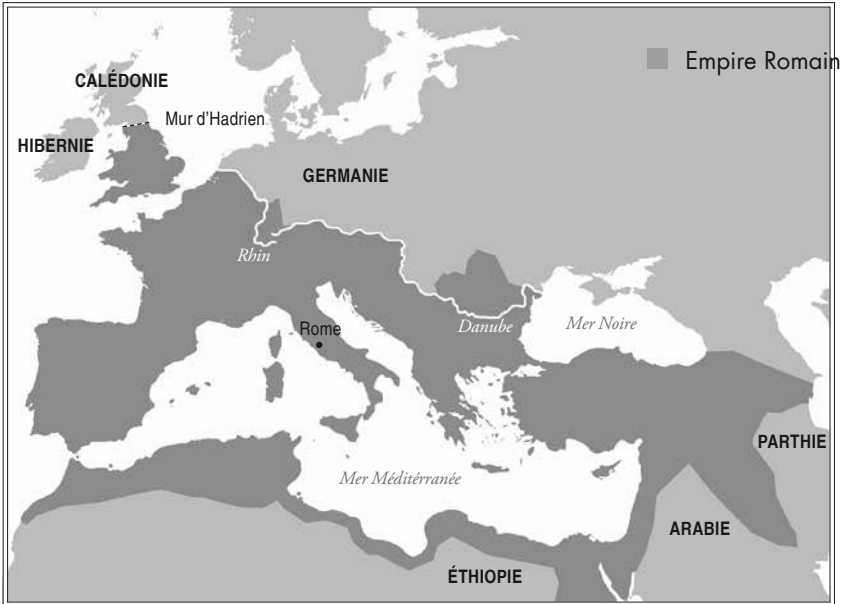 Empire Romain
CALÉDONIE
Mur d’Hadrien
HIBERNIE
GERMANIE
Rhin
Danube
Mer Noire
Rome
PARTHIE
Mer Méditérranée
ARABIE
ÉTHIOPIE